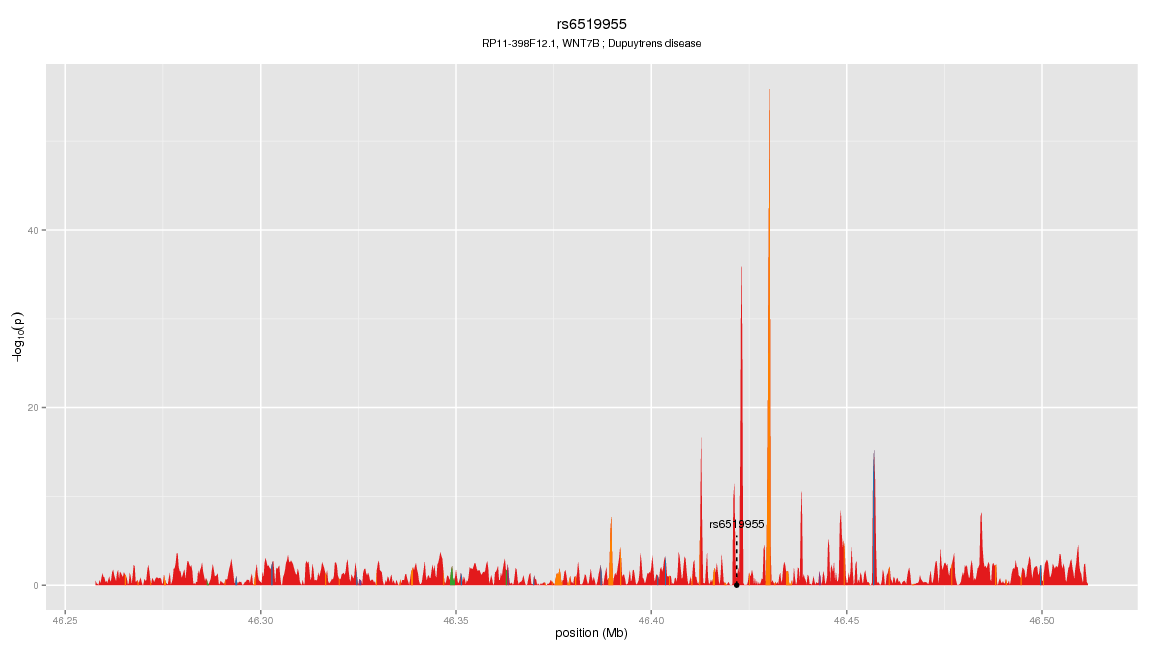 rs6519955
RP11-398F12.1, WNT7B ; Dupuytrens disease
−log10(p)
40
20
0
rs6519955
46.25 46.30 46.35 46.40 46.45 46.50
position (Mb)